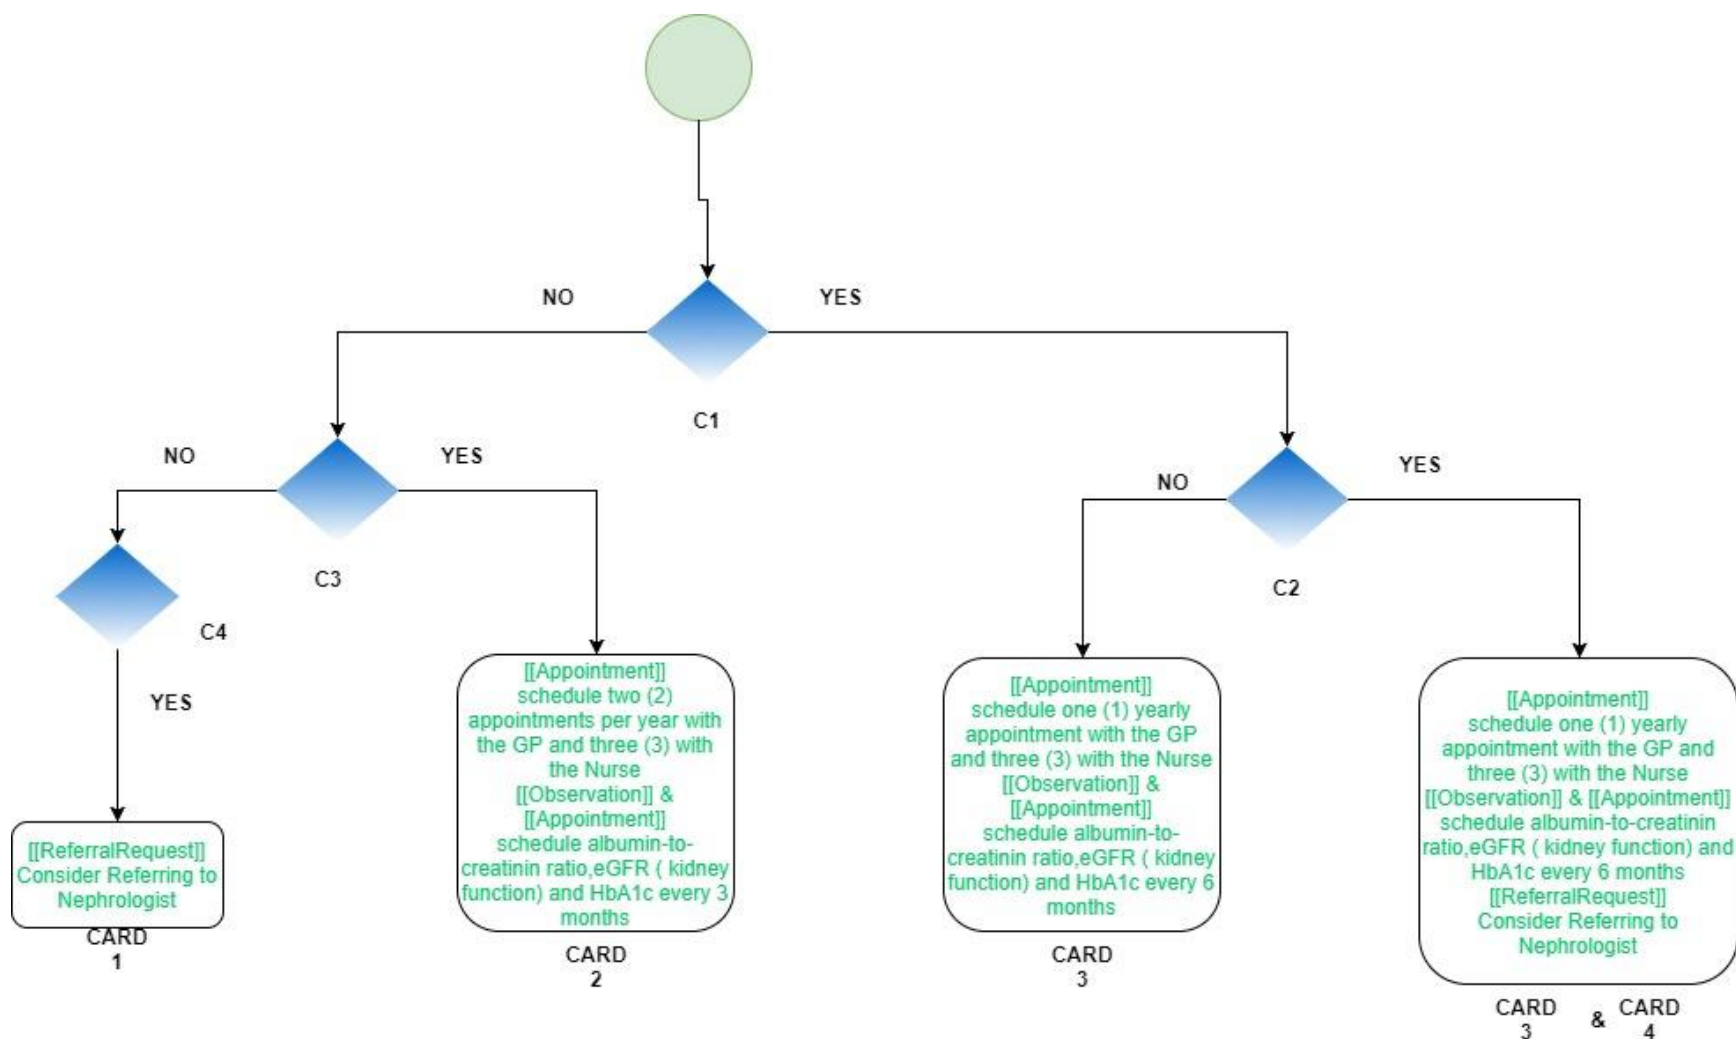 NO
YES
C1
NO
YES
C3
NO
YES
C2
C4
YES
[[ReferralRequest]]
Consider Referring to
Nephrologist
CARD
1
[[Appointment]]
schedule two (2)
appointments per year with
the GP and three (3) with
the Nurse
[[Observation]] &
[[Appointment]]
schedule albumin-to-
creatinin ratio,eGFR ( kidney
function) and HbA1c every 3
months
CARD
2
[[Appointment]]
schedule one (1) yearly
appointment with the GP
and three (3) with the Nurse
[[Observation]] &
[[Appointment]]
schedule albumin-to-
creatinin ratio,eGFR ( kidney
function) and HbA1c every 6
months
CARD
3
[[Appointment]]
schedule one (1) yearly
appointment with the GP and
three (3) with the Nurse
[[Observation]] & [[Appointment]]
schedule albumin-to-creatinin
ratio,eGFR ( kidney function) and
HbA1c every 6 months
[[ReferralRequest]]
Consider Referring to
Nephrologist
CARD
3
&
CARD
4